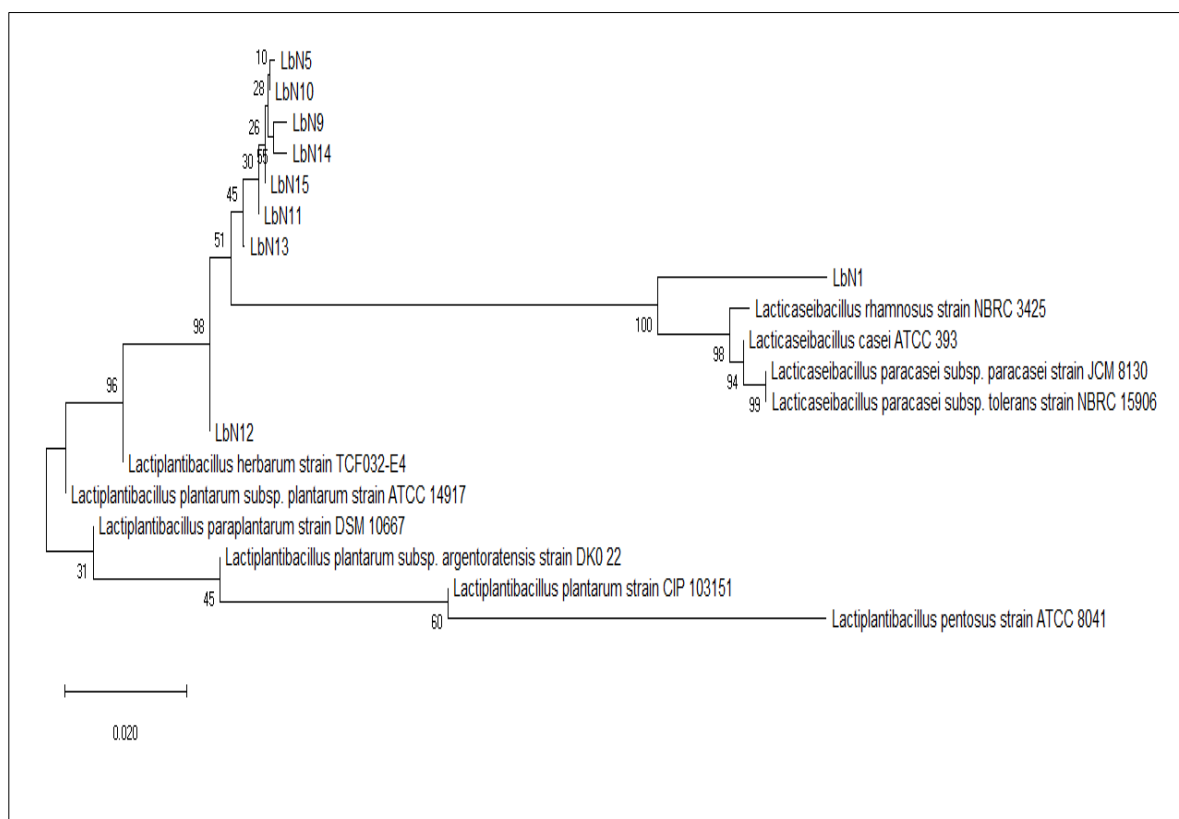 10
LbN5
28
LbN10
26
LbN9
55
LbN14
30
LbN15
45
LbN11
51
LbN13
LbN1
100
Lacticaseibacillus rhamnosus strain NBRC 3425
98
Lacticaseibacillus casei ATCC 393
94
Lacticaseibacillus paracasei subsp. paracasei strain JCM 8130
99
Lacticaseibacillus paracasei subsp. tolerans strain NBRC 15906
98
96
LbN12
Lactiplantibacillus herbarum strain TCF032-E4
Lactiplantibacillus plantarum subsp. plantarum strain ATCC 14917
Lactiplantibacillus paraplantarum strain DSM 10667
31
Lactiplantibacillus plantarum subsp. argentoratensis strain DK0 22
45
Lactiplantibacillus plantarum strain CIP 103151
60
Lactiplantibacillus pentosus strain ATCC 8041
0.020